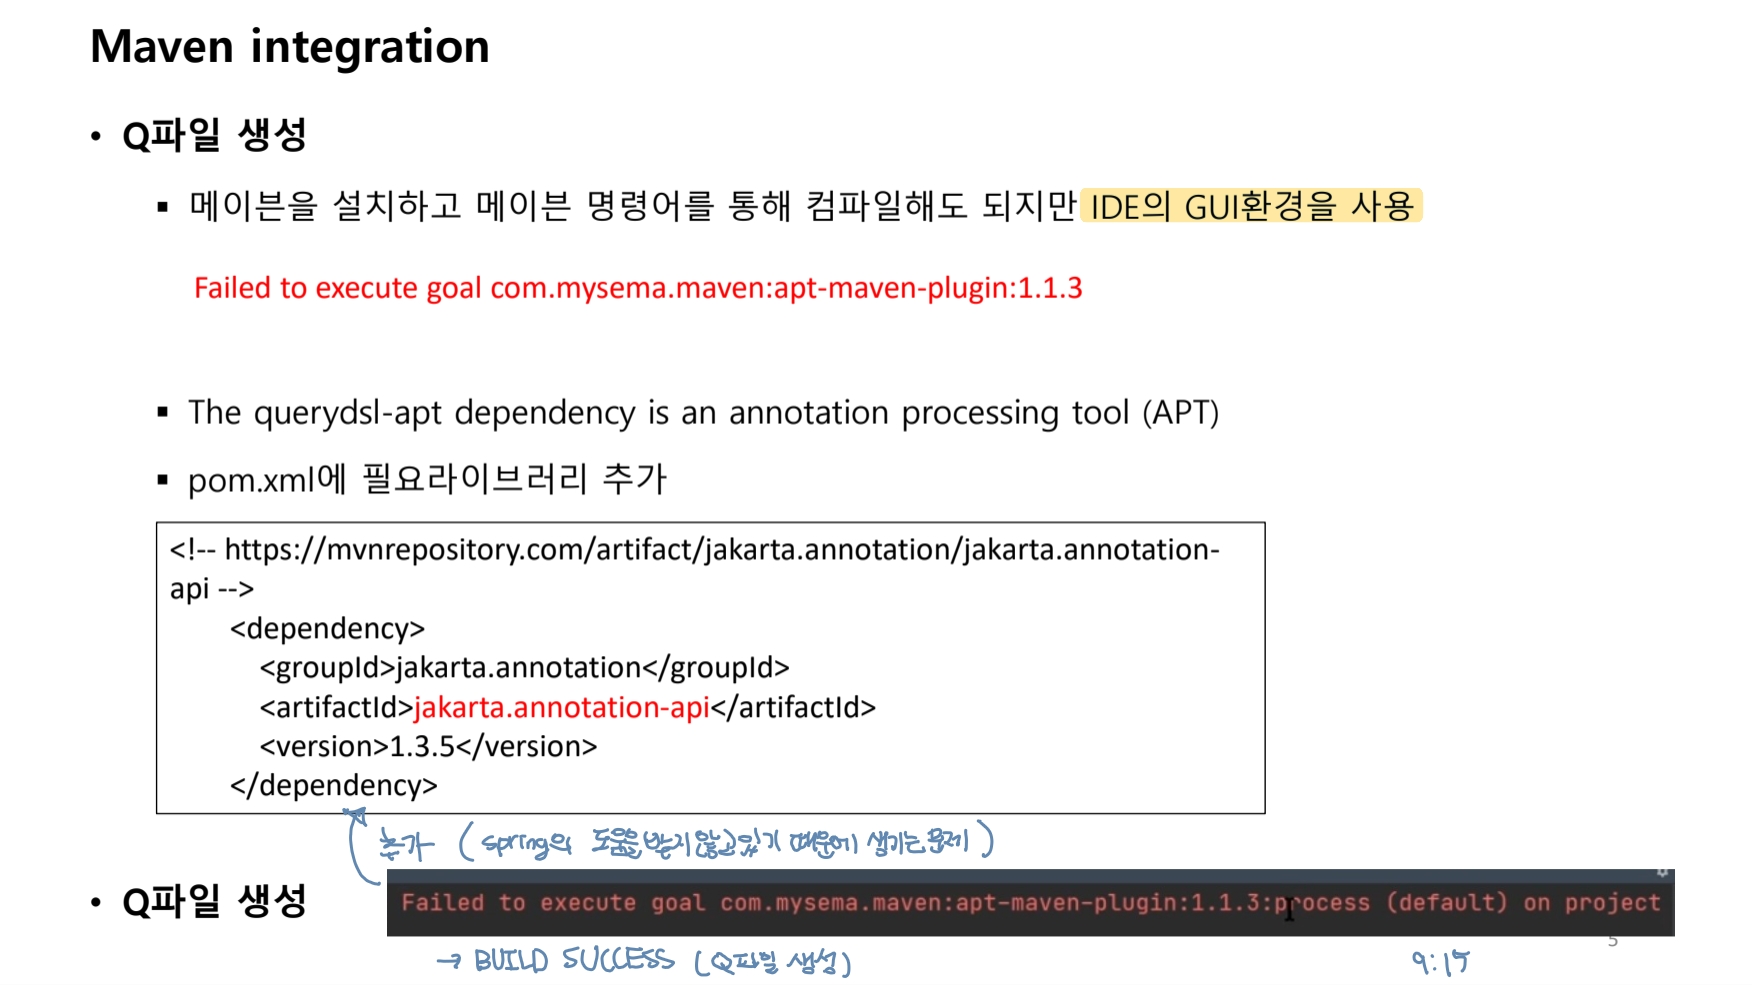 Maven integration
• Q파일 생성
▪ 메이븐을 설치하고 메이븐 명령어를 통해 컴파일해도 되지만 IDE의 GUI환경을 사용
Failed to execute goal com.mysema.maven:apt-maven-plugin:1.1.3
▪ The querydsl-apt dependency is an annotation processing tool (APT)
▪ pom.xml에 필요라이브러리 추가
<!-- https://mvnrepository.com/artifact/jakarta.annotation/jakarta.annotation-
api -->
<dependency>
<groupId>jakarta.annotation</groupId>
<artifactId>jakarta.annotation-api</artifactId>
<version>1.3.5</version>
</dependency>
추가 (spring의 도움을 받지 않고 있기 때문에 생기는 문제)
• Q파일 생성
Failed to execute goal com.mysema.maven:apt-maven-plugin:1.1.3:process (default) on project
5
→ BUILD SUCCESS (Q파일 생성)
9:15